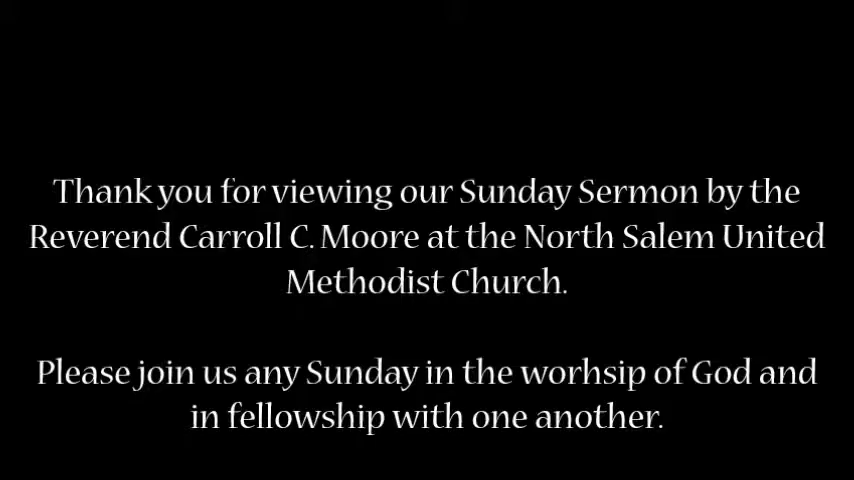 Thank you for viewing our Sunday Sermon by the
Reverend Carroll C. Moore at the North Salem United
Methodist Church.
Please join us any Sunday in the worhsip of God and
in fellowship with one another.